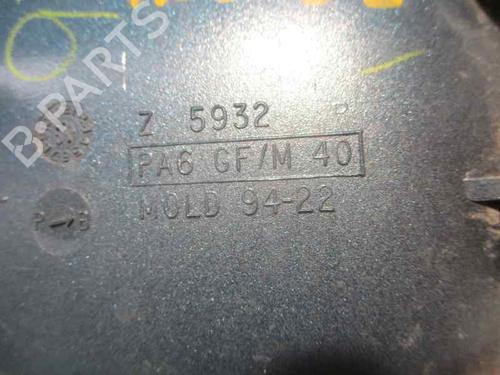 B-PARTS
Z 5932
PA6 GF/M 40
MOLD 94-22